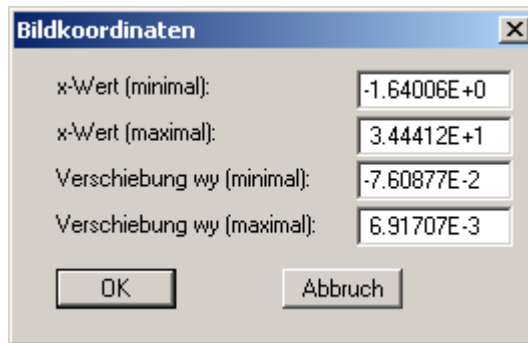 Bildkoordinaten
x-Wert (minimal): -1.64006E+0
x-Wert (maximal): 3.44412E+1
Verschiebung wy (minimal): -7.60877E-2
Verschiebung wy (maximal): 6.91707E-3
OK Abbruch